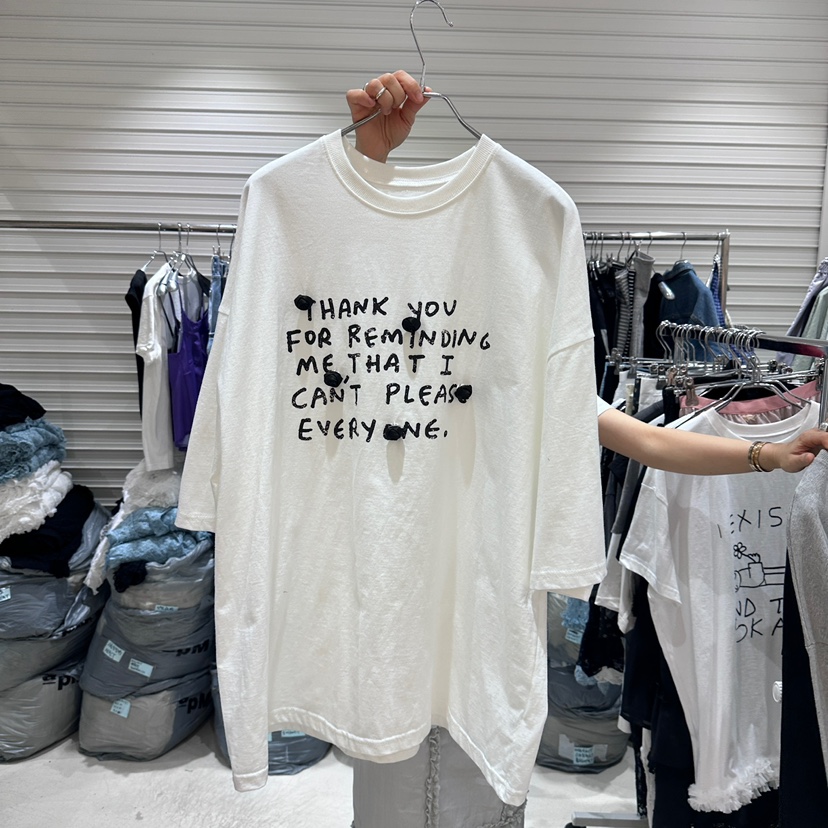 THANK YOU
FOR REMINDING
ME, THAT I
CAN'T PLEASE
EVERYONE.